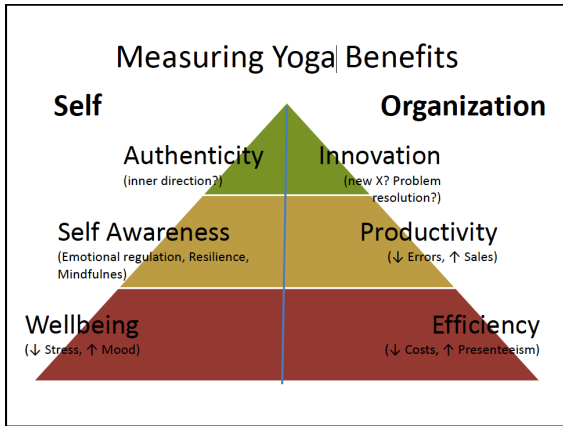 Measuring Yoga Benefits
Self
Organization
Authenticity
(inner direction?)
Innovation
(new X? Problem
resolution?)
Self Awareness
(Emotional regulation, Resilience,
Mindfulnes)
Productivity
(↓ Errors, ↑ Sales)
Wellbeing
(↓ Stress, ↑ Mood)
Efficiency
(↓ Costs, ↑ Presenteeism)